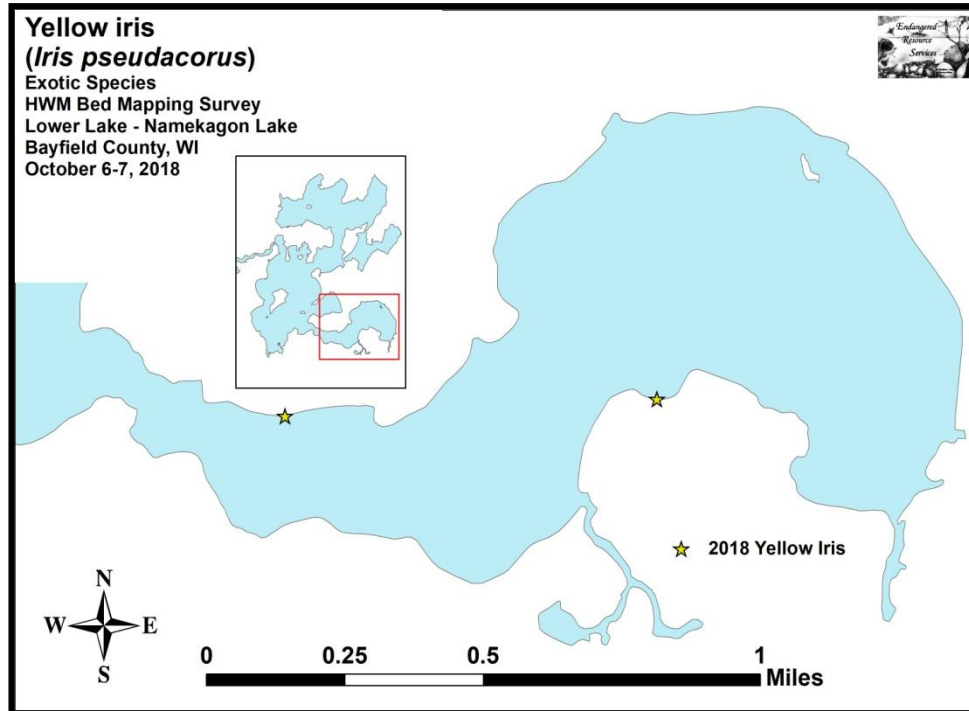 Yellow iris
(Iris pseudacorus)
Exotic Species
HWM Bed Mapping Survey
Lower Lake - Namekagon Lake
Bayfield County, WI
October 6-7, 2018
Endangered
Resource
Services
2018 Yellow Iris
N
W E
S
0 0.25 0.5 1
Miles